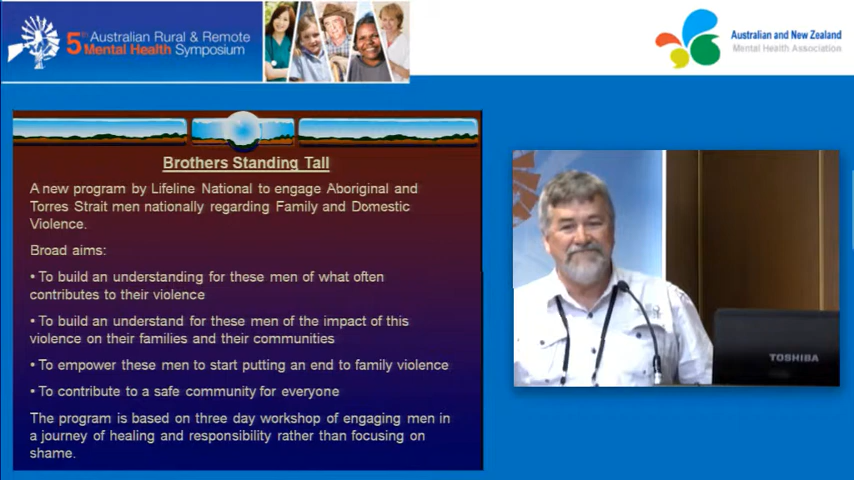 5th Australian Rural & Remote
Mental Health Symposium
Australian and New Zealand
Mental Health Association
Brothers Standing Tall
A new program by Lifeline National to engage Aboriginal and
Torres Strait men nationally regarding Family and Domestic
Violence.
Broad aims:
• To build an understanding for these men of what often
contributes to their violence
• To build an understand for these men of the impact of this
violence on their families and their communities
• To empower these men to start putting an end to family violence
• To contribute to a safe community for everyone
The program is based on three day workshop of engaging men in
a journey of healing and responsibility rather than focusing on
shame.
TOSHIBA